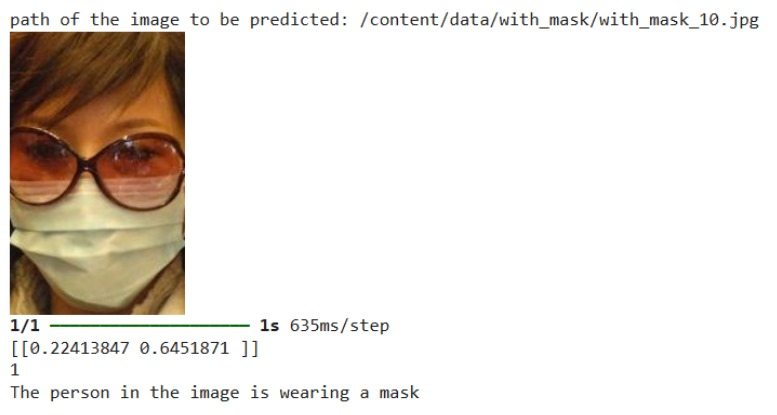 path of the image to be predicted: /content/data/with_mask/with_mask_10.jpg
1/1 ━━━━━━━━━━━━━━━━━━━━ 1s 635ms/step
[[0.22413847 0.6451871 ]]
1
The person in the image is wearing a mask